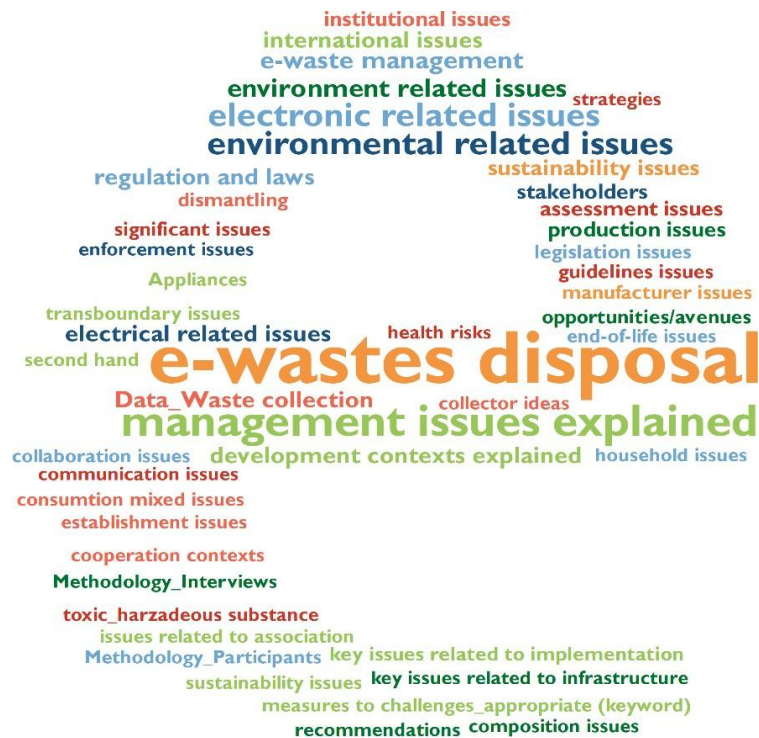 institutional issues
international issues
e-waste management
environment related issues
strategies
electronic related issues
environmental related issues
sustainability issues
regulation and laws
stakeholders
dismantling
assessment issues
significant issues
production issues
enforcement issues
legislation issues
guidelines issues
Appliances
manufacturer issues
transboundary issues
opportunities/avenues
electrical related issues
health risks
end-of-life issues
second hand
e-wastes disposal
Data_Waste collection
collector ideas
management issues explained
collaboration issues
development contexts explained
household issues
communication issues
consumtion mixed issues
establishment issues
cooperation contexts
Methodology_Interviews
toxic_harzadeous substance
issues related to association
Methodology_Participants
key issues related to implementation
sustainability issues
key issues related to infrastructure
measures to challenges_appropriate (keyword)
recommendations
composition issues